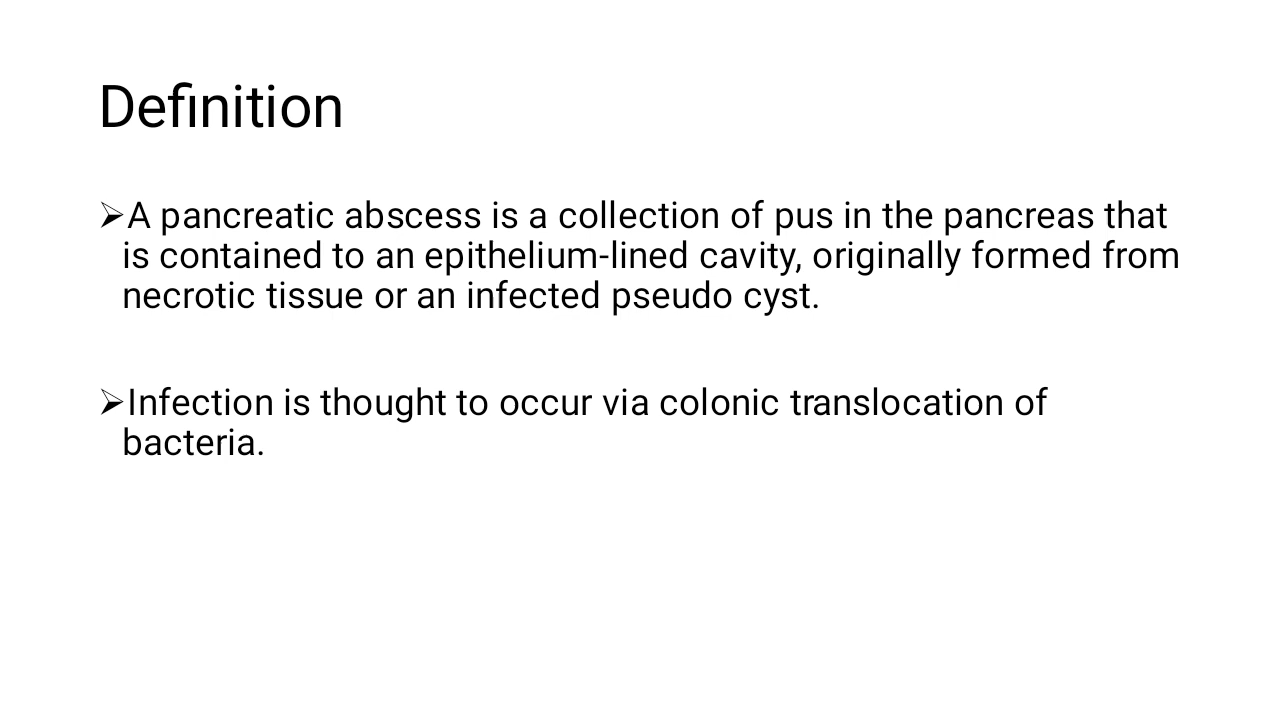 Definition
➢A pancreatic abscess is a collection of pus in the pancreas that
is contained to an epithelium-lined cavity, originally formed from
necrotic tissue or an infected pseudo cyst.
➢Infection is thought to occur via colonic translocation of
bacteria.